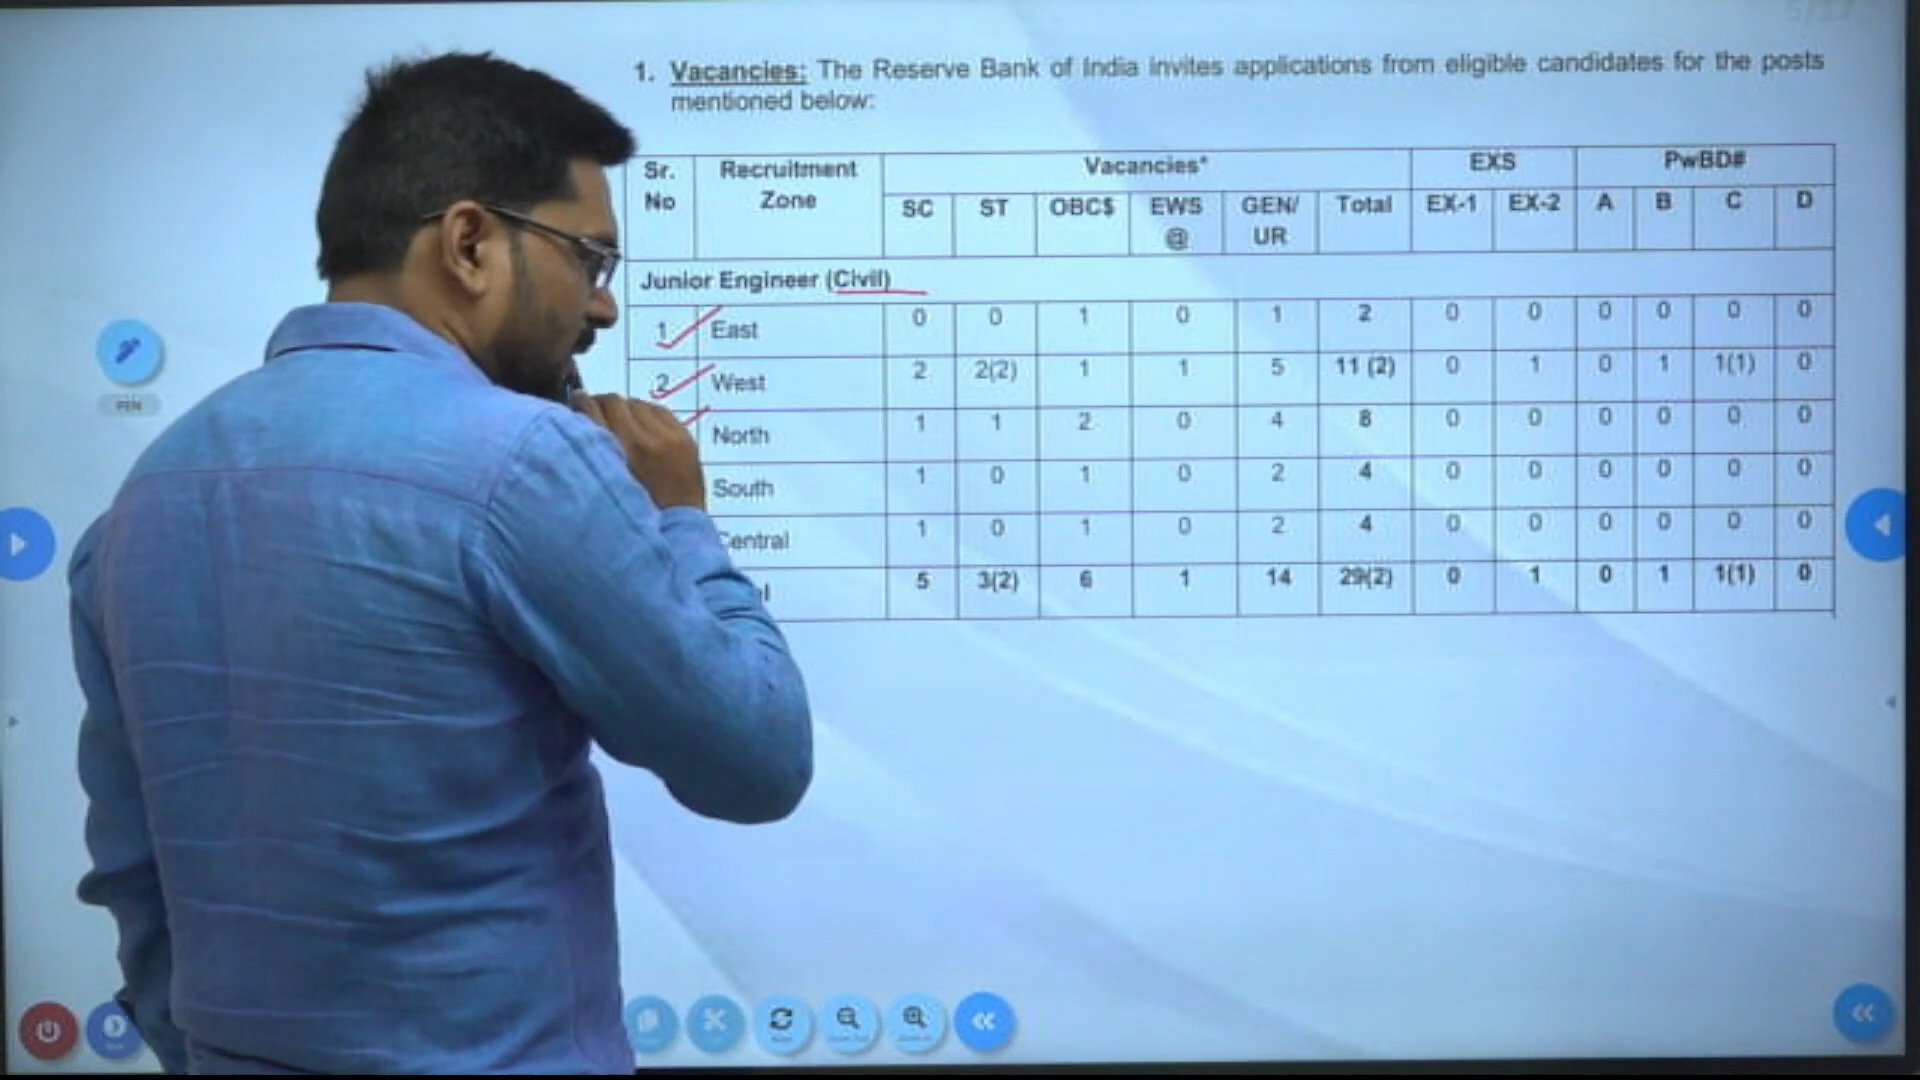 1. Vacancies: The Reserve Bank of India invites applications from eligible candidates for the posts
mentioned below:
Sr. No Recruitment Zone Vacancies* EXS PwBD#
SC ST OBC$ EWS @ GEN/ UR Total EX-1 EX-2 A B C D
Junior Engineer (Civil)
1 East 0 0 1 0 1 2 0 0 0 0 0 0
2 West 2 2(2) 1 1 5 11 (2) 0 1 0 1 1(1) 0
North 1 1 2 0 4 8 0 0 0 0 0 0
South 1 0 1 0 2 4 0 0 0 0 0 0
Central 1 0 1 0 2 4 0 0 0 0 0 0
5 3(2) 6 1 14 29(2) 0 1 0 1 1(1) 0
PEN